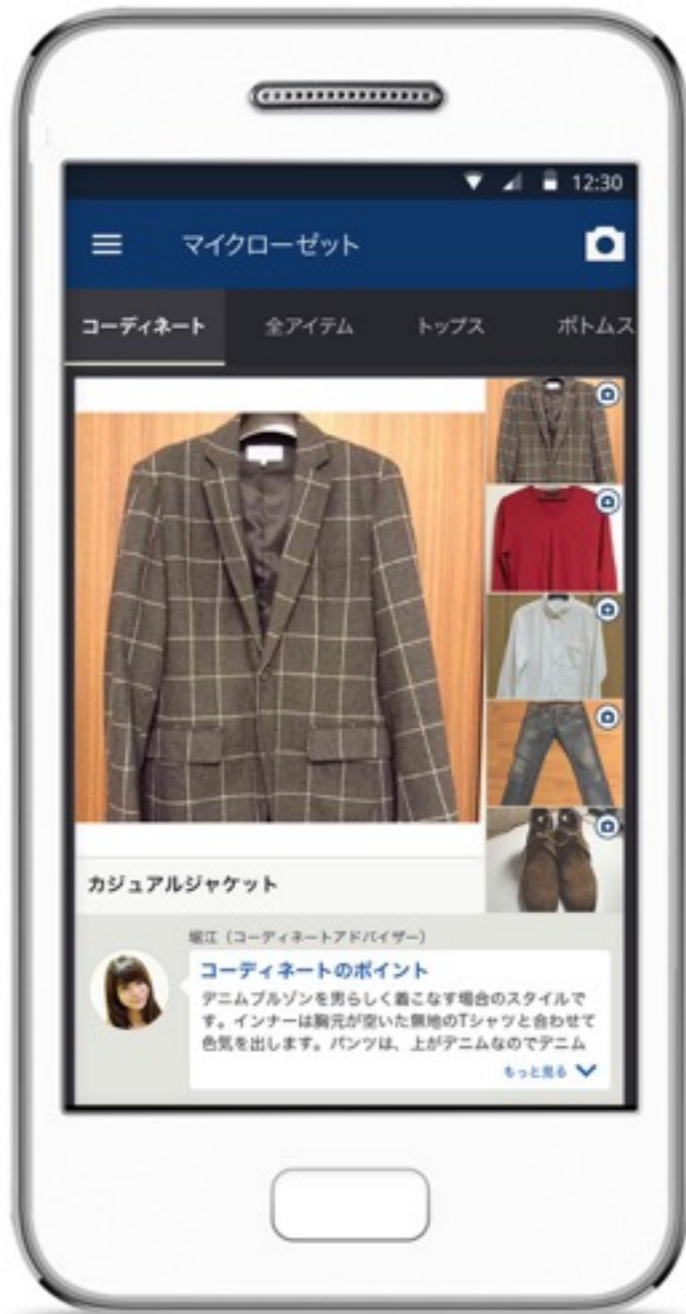 12:30
マイクローゼット
コーディネート 全アイテム トップス ボトムス
カジュアルジャケット
堀江（コーディネートアドバイザー）
コーディネートのポイント
デニムブルゾンを男らしく着こなす場合のスタイルで
す。インナーは胸元が空いた無地のTシャツと合わせて
色気を出します。パンツは、上がデニムなのでデニム
もっと見る